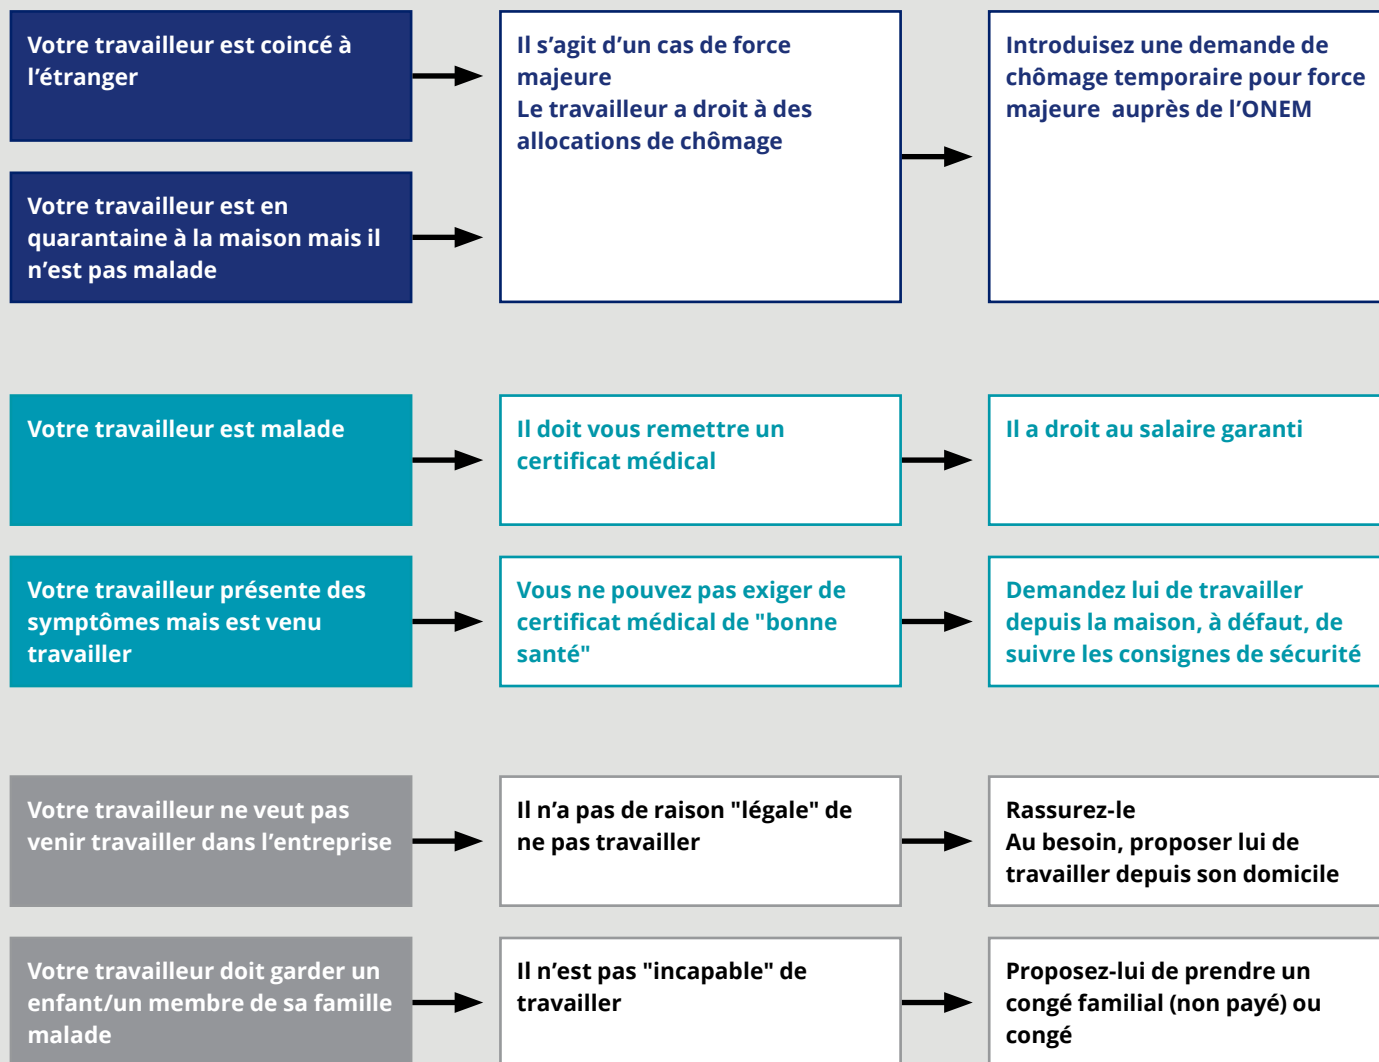 Votre travailleur est coincé à
l'étranger
Il s'agit d'un cas de force
majeure
Le travailleur a droit à des
allocations de chômage
Introduisez une demande de
chômage temporaire pour force
majeure  auprès de l'ONEM
Votre travailleur est en
quarantaine à la maison mais il
n'est pas malade
Votre travailleur est malade
Il doit vous remettre un
certificat médical
Il a droit au salaire garanti
Votre travailleur présente des
symptômes mais est venu
travailler
Vous ne pouvez pas exiger de
certificat médical de "bonne
santé"
Demandez lui de travailler
depuis la maison, à défaut, de
suivre les consignes de sécurité
Votre travailleur ne veut pas
venir travailler dans l'entreprise
Il n'a pas de raison "légale" de
ne pas travailler
Rassurez-le
Au besoin, proposer lui de
travailler depuis son domicile
Votre travailleur doit garder un
enfant/un membre de sa famille
malade
Il n'est pas "incapable" de
travailler
Proposez-lui de prendre un
congé familial (non payé) ou
congé